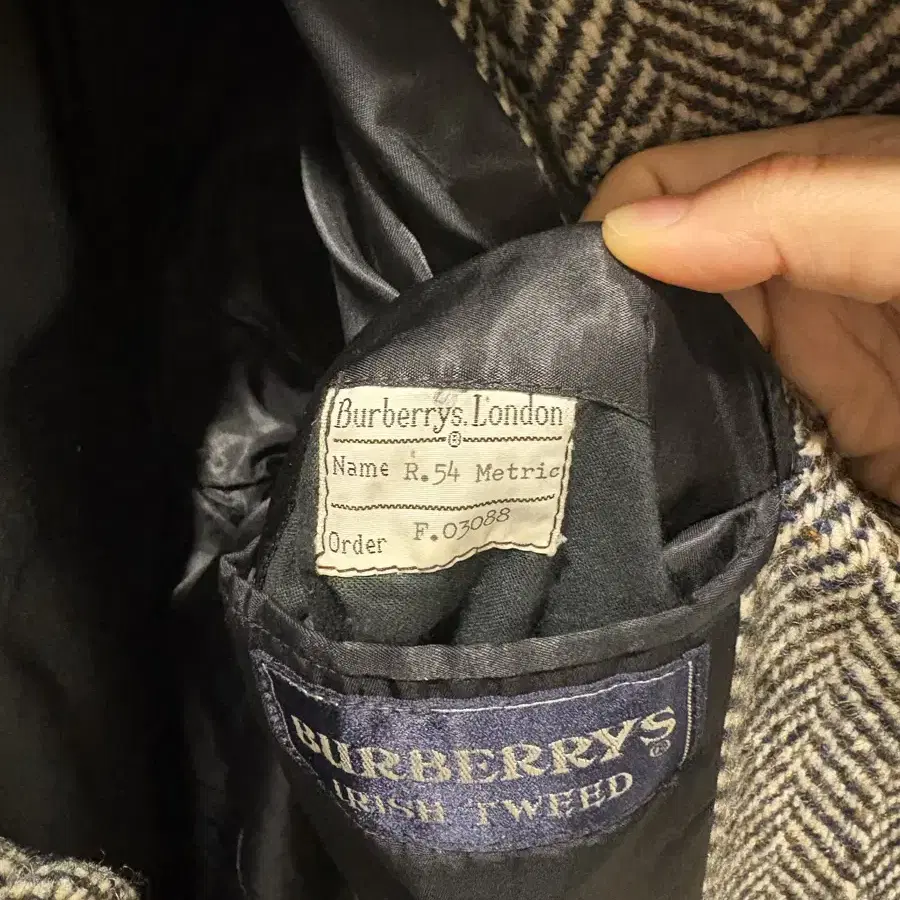 Burberrys. London
®
Name R.54 Metric
Order F.03088
BURBERRYS®
IRISH TWEED